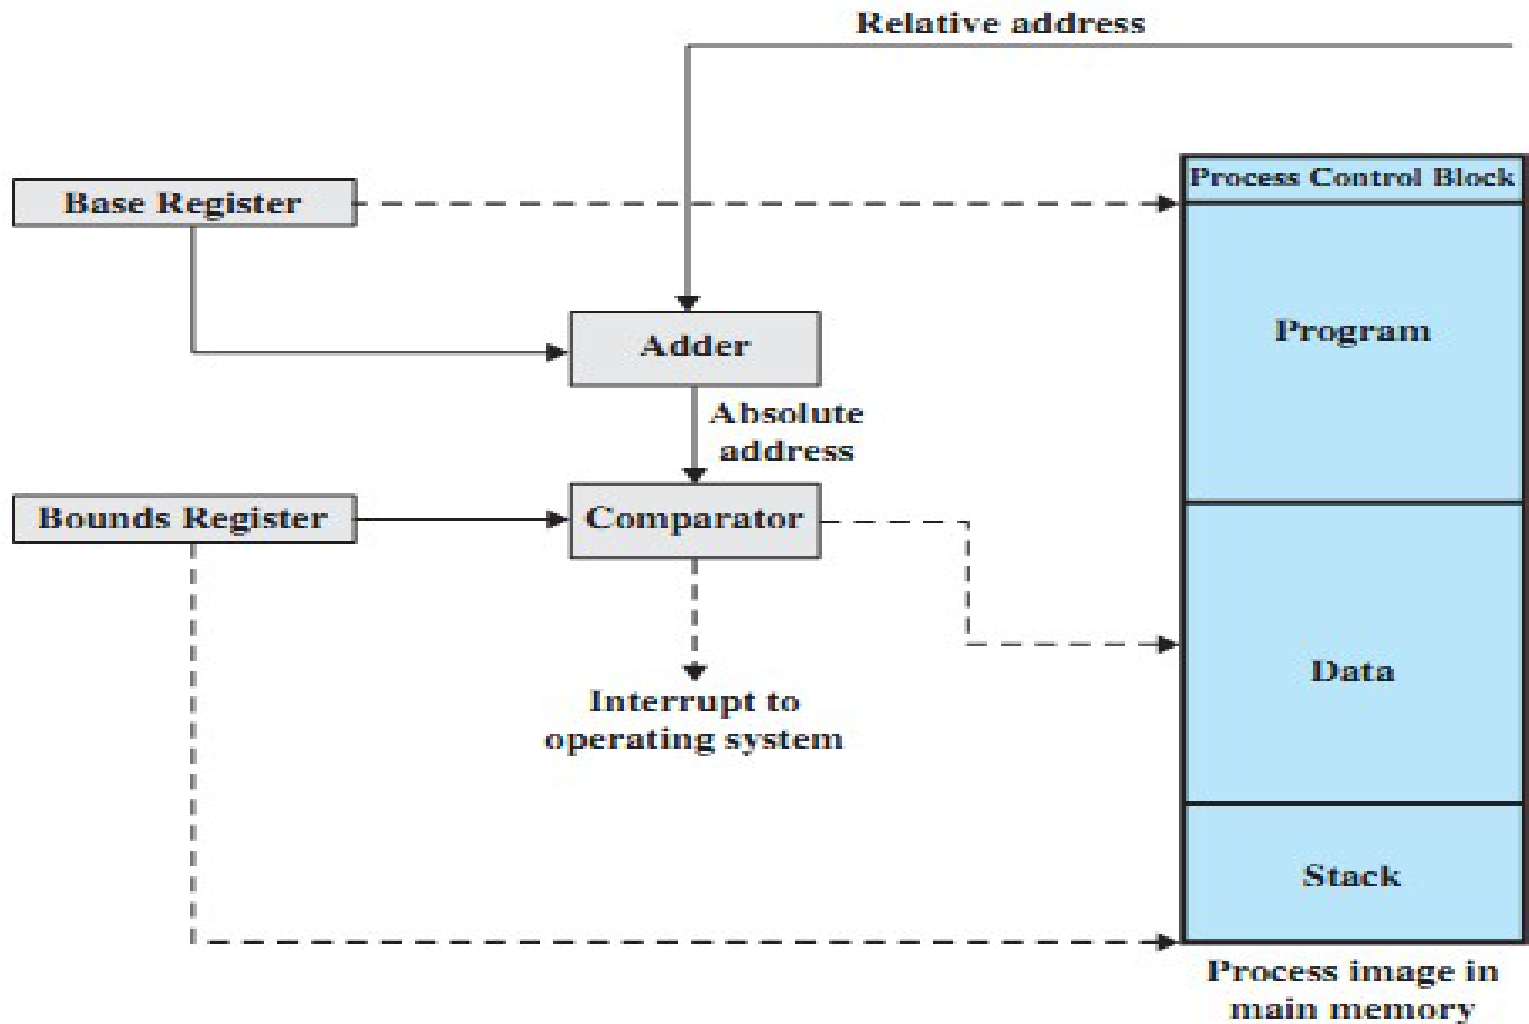 Relative address
Process Control Block
Base Register
Program
Adder
Absolute
address
Bounds Register
Comparator
Data
Interrupt to
operating system
Stack
Process image in
main memory